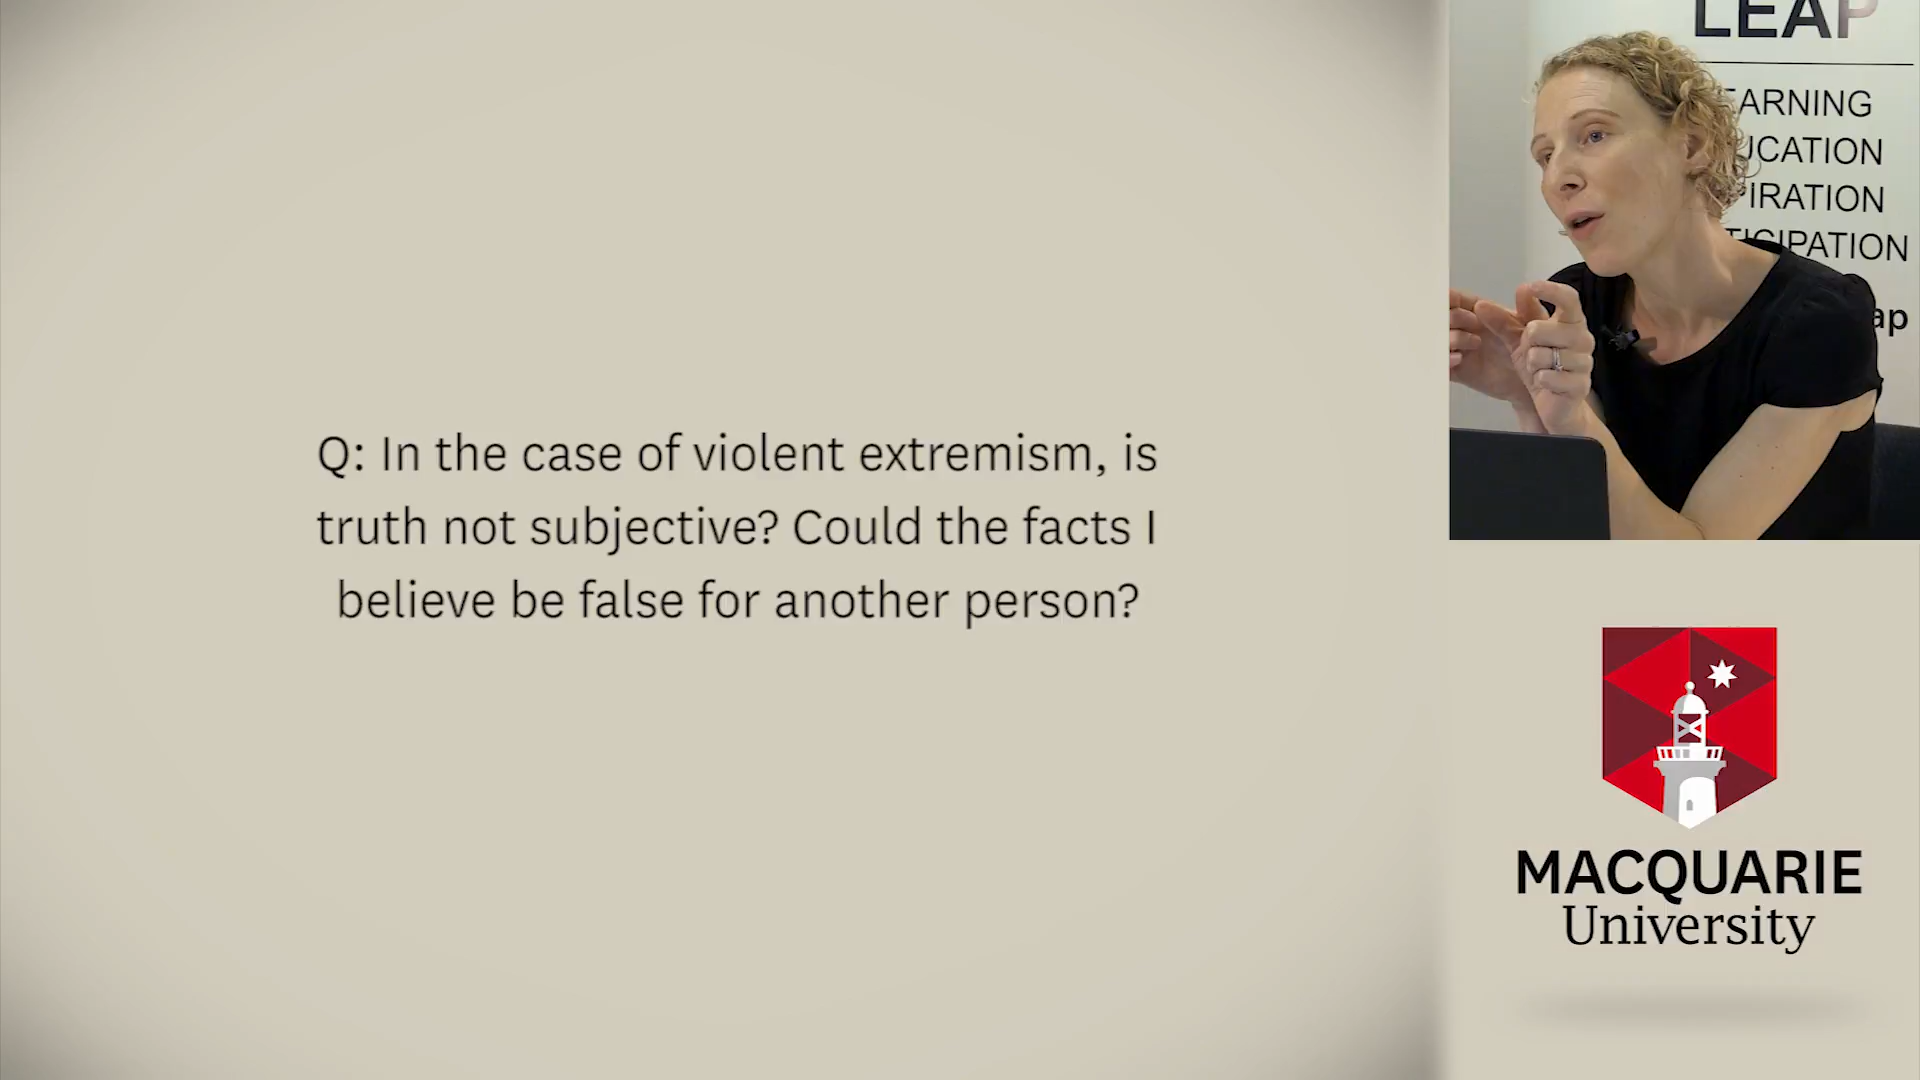 Q: In the case of violent extremism, is
truth not subjective? Could the facts I
believe be false for another person?
LEAP
MACQUARIE
University